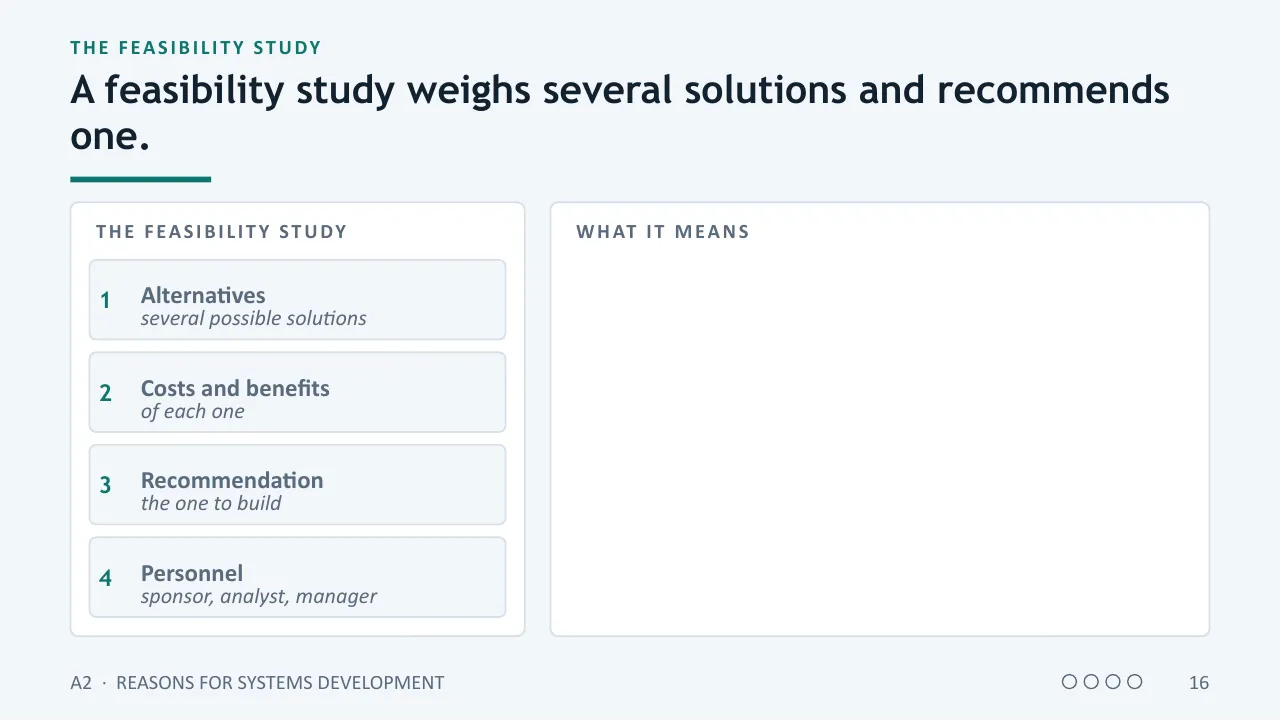 THE FEASIBILITY STUDY
A feasibility study weighs several solutions and recommends
one.
THE FEASIBILITY STUDY
1 Alternatives
several possible solutions
2 Costs and benefits
of each one
3 Recommendation
the one to build
4 Personnel
sponsor, analyst, manager
WHAT IT MEANS
A2 · REASONS FOR SYSTEMS DEVELOPMENT
16